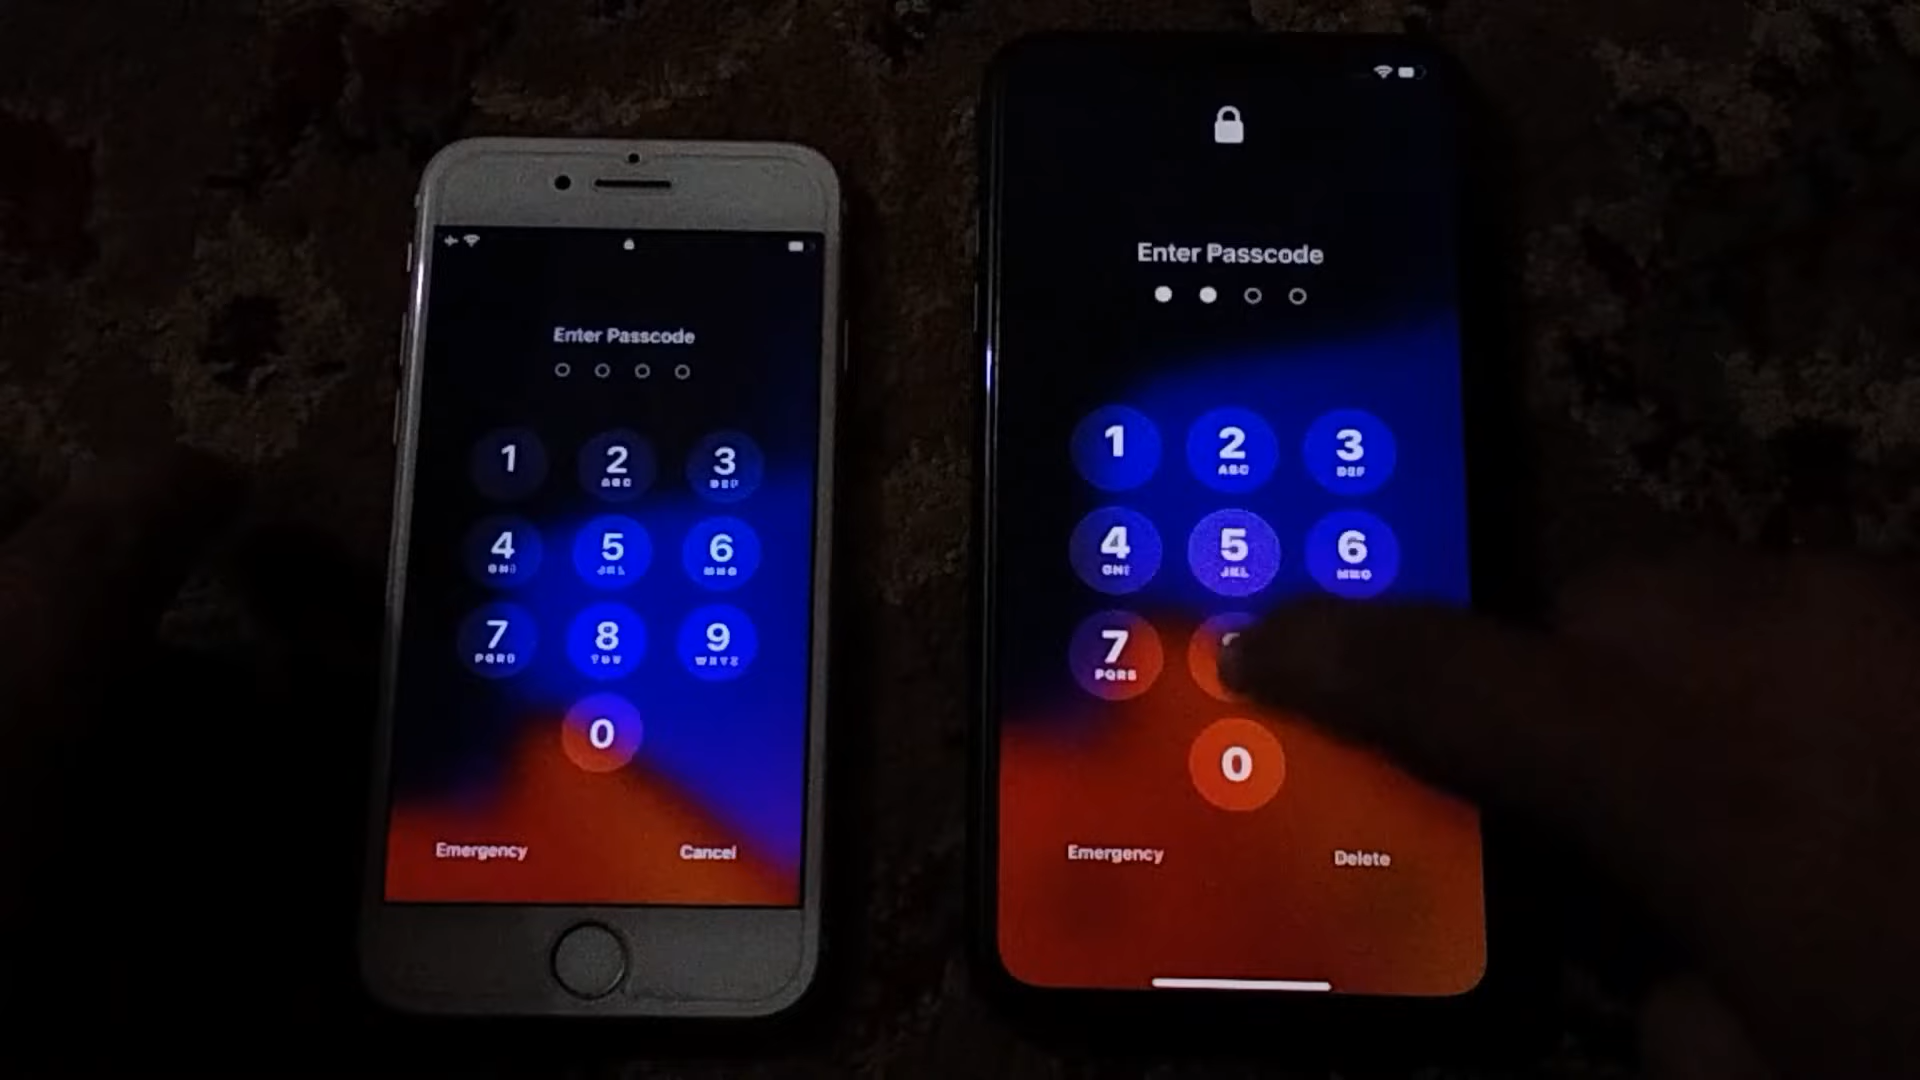 Enter Passcode
1
2
ABC
3
DEF
4
GHI
5
JKL
6
MNO
7
PQRS
8
TUV
9
WXYZ
0
Emergency
Cancel
Enter Passcode
1
2
ABC
3
DEF
4
GHI
5
JKL
6
MNO
7
PQRS
0
Emergency
Delete